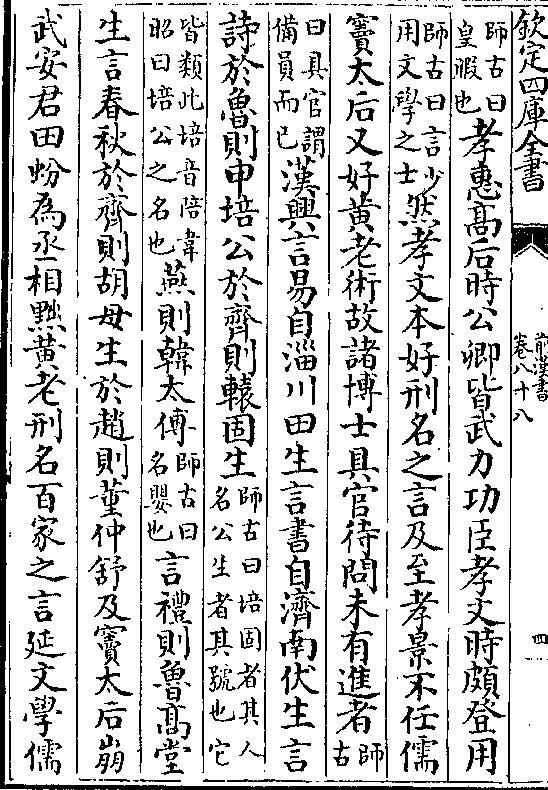 欽定四庫全書
前漢書
卷八十八
四
師古曰皇暇也孝惠髙后時公卿皆武力功臣孝文時頗登用
師古曰言少用文學之士然孝文本好刑名之言及至孝景不任儒
竇太后又好黄老術故諸博士具官待問未有進者師古
曰具官謂備員而已漢興言易自淄川田生言書自濟南伏生言
詩於魯則申培公於齊則轅固生師古曰培固者其人名公生者其號也它
皆類此培音陪韋昭曰培公之名也燕則韓太傅師古曰名嬰也言禮則魯髙堂
生言春秋於齊則胡母生於趙則董仲舒及竇太后崩
武安君田蚡為丞相黜黄老刑名百家之言延文學儒